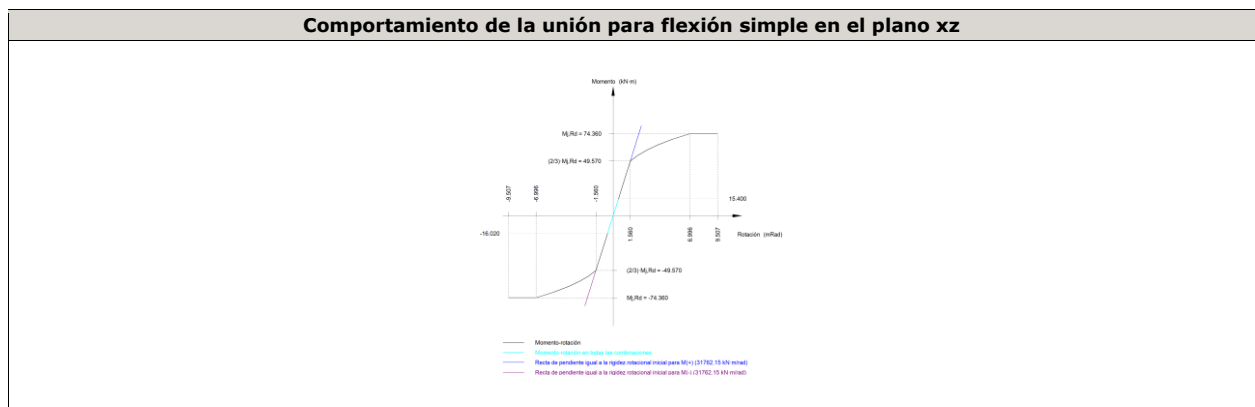 Comportamiento de la unión para flexión simple en el plano xz
Momento (kN·m)
Mj,Rd = 74.360
(2/3)·Mj,Rd = 49.570
-9.507
-6.996
-1.560
15.400
-16.020
1.560
6.996
9.507
Rotación (mRad)
(2/3)·Mj,Rd = -49.570
Mj,Rd = -74.360
Momento-rotación
Momento-rotación en todas las combinaciones
Recta de pendiente igual a la rigidez rotacional inicial para M(+) (31762.15 kN·m/rad)
Recta de pendiente igual a la rigidez rotacional inicial para M(-) (31762.15 kN·m/rad)